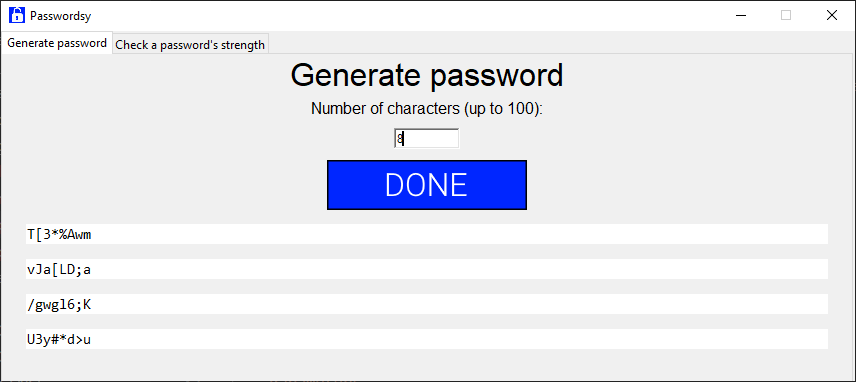 Passwordsy
Generate password
Check a password's strength
Generate password
Number of characters (up to 100):
8
DONE
T[3*%Awm
vJa[LD;a
/gwgl6;K
U3y#*d>u